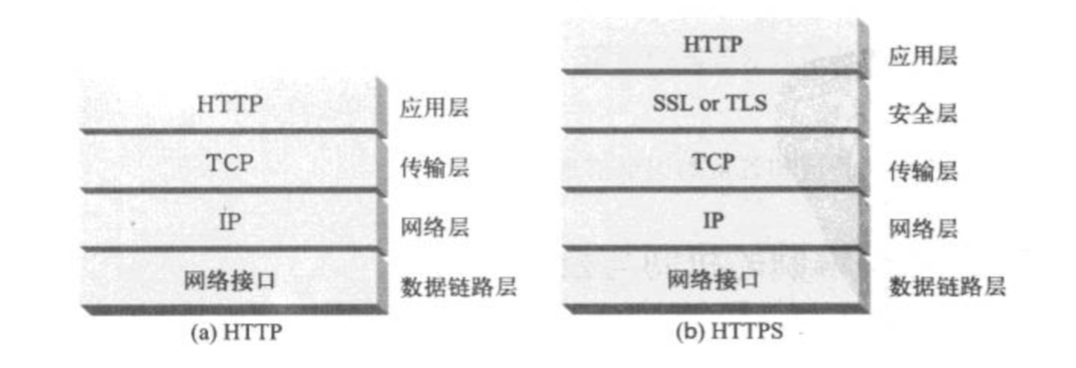 HTTP 应用层
TCP 传输层
IP 网络层
网络接口 数据链路层
(a) HTTP
HTTP 应用层
SSL or TLS 安全层
TCP 传输层
IP 网络层
网络接口 数据链路层
(b) HTTPS